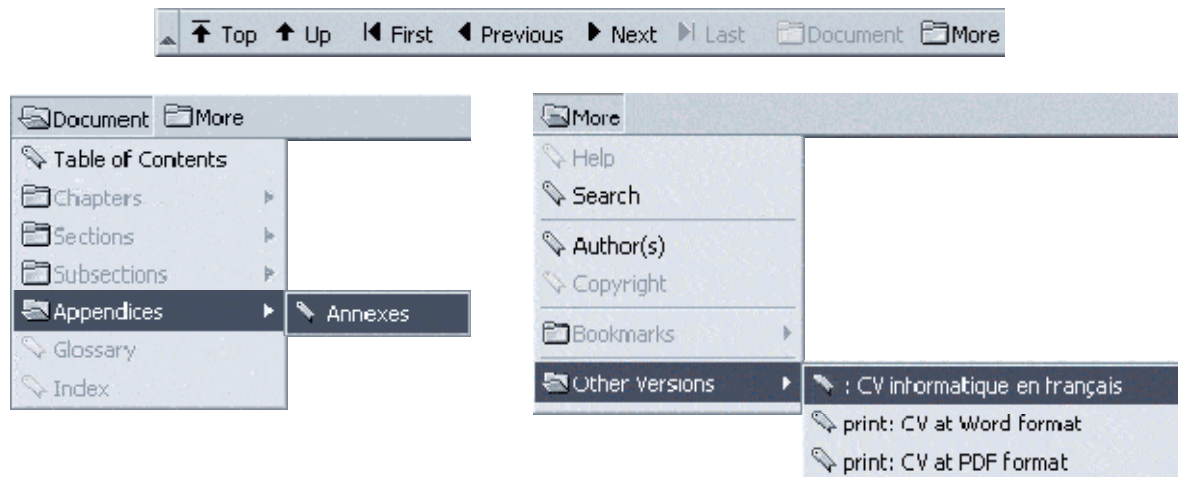 Top Up First Previous Next Last Document More
Document More
Table of Contents
Chapters
Sections
Subsections
Appendices
Annexes
Glossary
Index
More
Help
Search
Author(s)
Copyright
Bookmarks
Other Versions
: CV informatique en français
print: CV at Word format
print: CV at PDF format